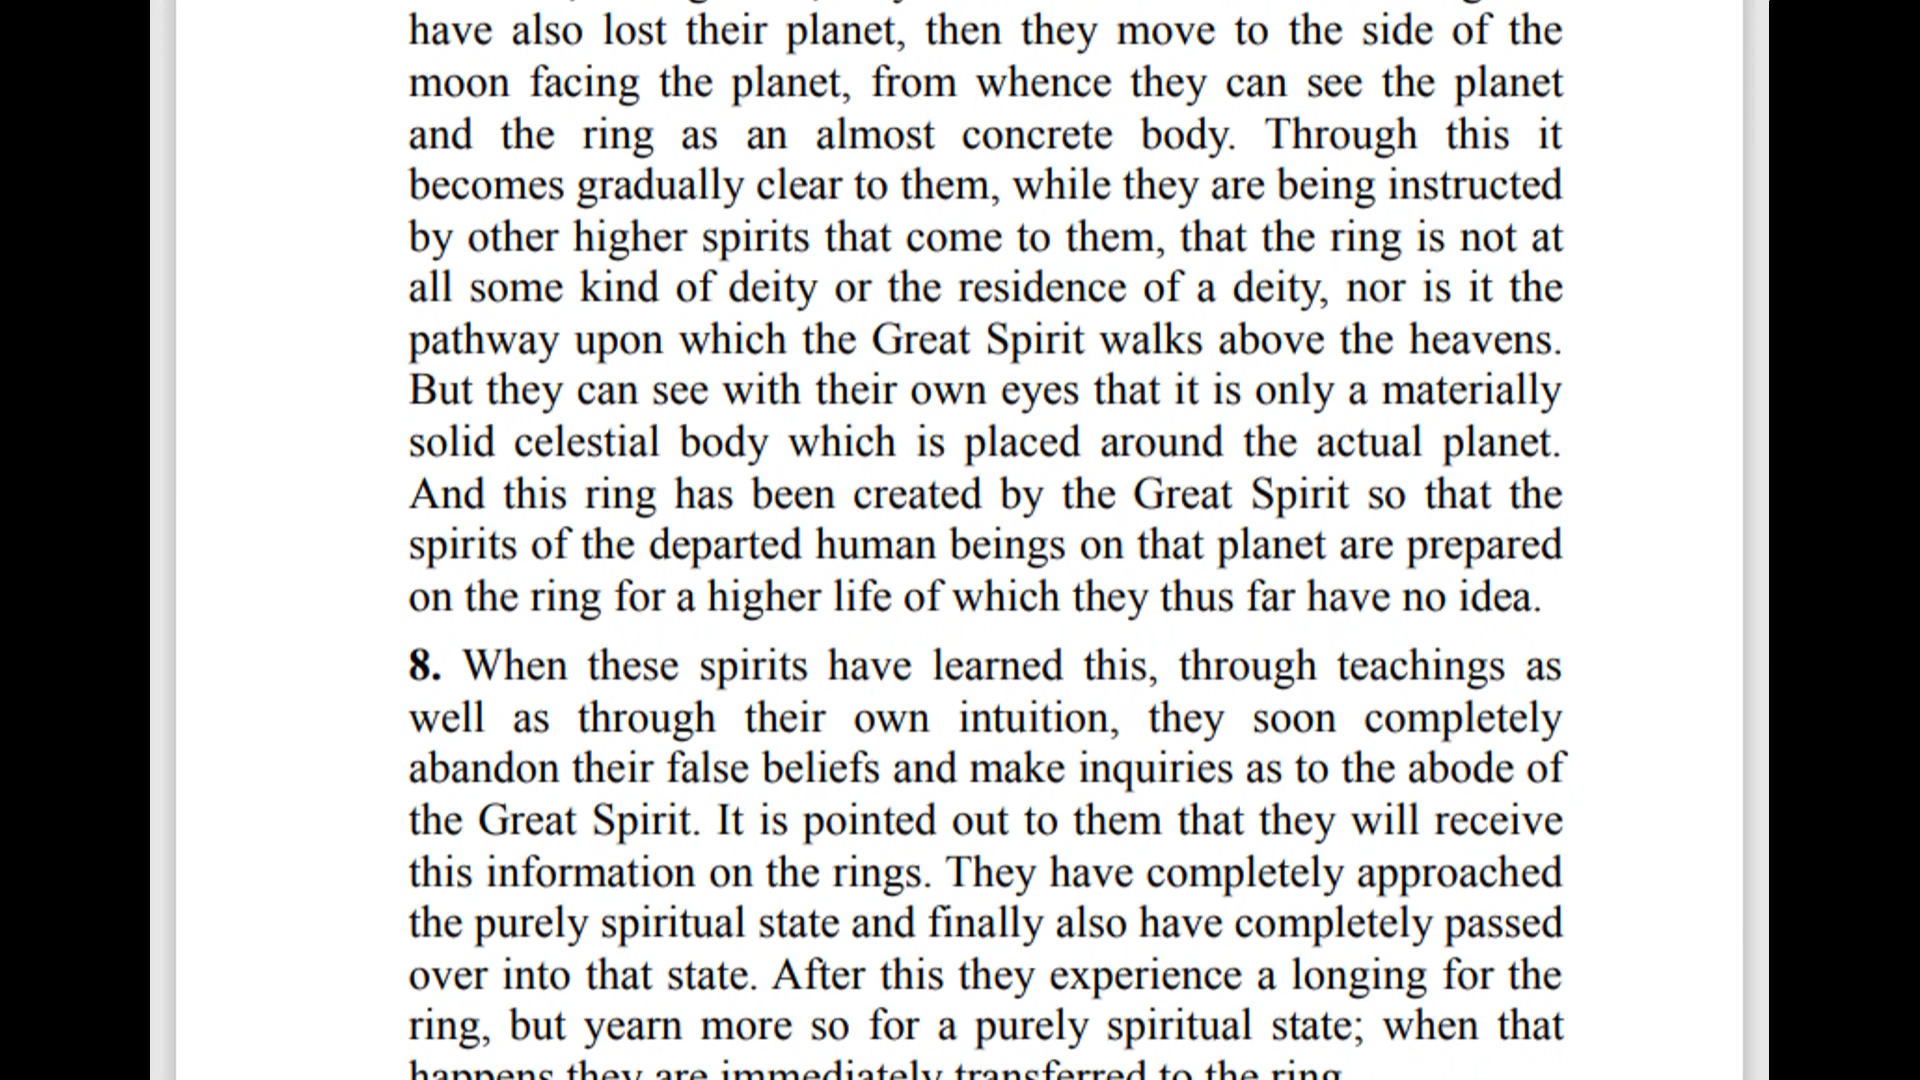 have also lost their planet, then they move to the side of the
moon facing the planet, from whence they can see the planet
and the ring as an almost concrete body. Through this it
becomes gradually clear to them, while they are being instructed
by other higher spirits that come to them, that the ring is not at
all some kind of deity or the residence of a deity, nor is it the
pathway upon which the Great Spirit walks above the heavens.
But they can see with their own eyes that it is only a materially
solid celestial body which is placed around the actual planet.
And this ring has been created by the Great Spirit so that the
spirits of the departed human beings on that planet are prepared
on the ring for a higher life of which they thus far have no idea.
8. When these spirits have learned this, through teachings as
well as through their own intuition, they soon completely
abandon their false beliefs and make inquiries as to the abode of
the Great Spirit. It is pointed out to them that they will receive
this information on the rings. They have completely approached
the purely spiritual state and finally also have completely passed
over into that state. After this they experience a longing for the
ring, but yearn more so for a purely spiritual state; when that
happens they are immediately transferred to the ring.